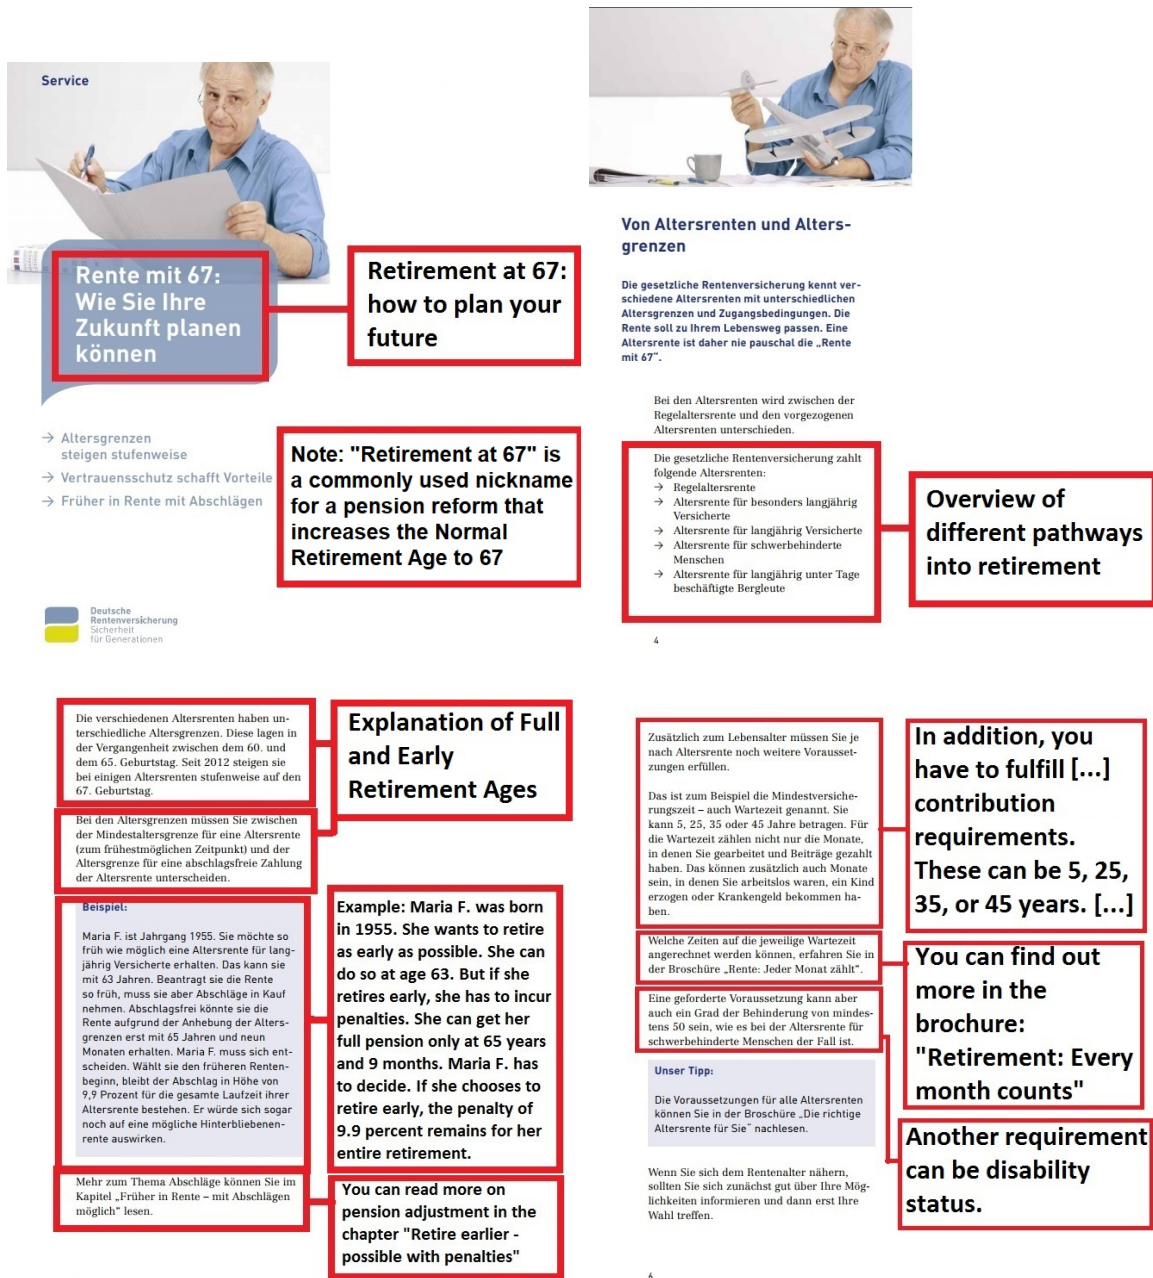 Service
Rente mit 67:
Wie Sie Ihre
Zukunft planen
können
Retirement at 67:
how to plan your
future
→ Altersgrenzen
steigen stufenweise
→ Vertrauensschutz schafft Vorteile
→ Früher in Rente mit Abschlägen
Note: "Retirement at 67" is
a commonly used nickname
for a pension reform that
increases the Normal
Retirement Age to 67
Deutsche
Rentenversicherung
Sicherheit
für Generationen
Von Altersrenten und Alters-
grenzen
Die gesetzliche Rentenversicherung kennt ver-
schiedene Altersrenten mit unterschiedlichen
Altersgrenzen und Zugangsbedingungen. Die
Rente soll zu Ihrem Lebensweg passen. Eine
Altersrente ist daher nie pauschal die „Rente
mit 67“.
Bei den Altersrenten wird zwischen der
Regelaltersrente und den vorgezogenen
Altersrenten unterschieden.
Die gesetzliche Rentenversicherung zahlt
folgende Altersrenten:
→ Regelaltersrente
→ Altersrente für besonders langjährig
Versicherte
→ Altersrente für langjährig Versicherte
→ Altersrente für schwerbehinderte
Menschen
→ Altersrente für langjährig unter Tage
beschäftigte Bergleute
Overview of
different pathways
into retirement
4
Die verschiedenen Altersrenten haben un-
terschiedliche Altersgrenzen. Diese lagen in
der Vergangenheit zwischen dem 60. und
dem 65. Geburtstag. Seit 2012 steigen sie
bei einigen Altersrenten stufenweise auf den
67. Geburtstag.
Bei den Altersgrenzen müssen Sie zwischen
der Mindestaltersgrenze für eine Altersrente
(zum frühestmöglichen Zeitpunkt) und der
Altersgrenze für eine abschlagsfreie Zahlung
der Altersrente unterscheiden.
Explanation of Full
and Early
Retirement Ages
Beispiel:
Maria F. ist Jahrgang 1955. Sie möchte so
früh wie möglich eine Altersrente für lang-
jährig Versicherte erhalten. Das kann sie
mit 63 Jahren. Beantragt sie die Rente
so früh, muss sie aber Abschläge in Kauf
nehmen. Abschlagsfrei könnte sie die
Rente aufgrund der Anhebung der Alters-
grenzen erst mit 65 Jahren und neun
Monaten erhalten. Maria F. muss sich ent-
scheiden. Wählt sie den früheren Renten-
beginn, bleibt der Abschlag in Höhe von
9,9 Prozent für die gesamte Laufzeit ihrer
Altersrente bestehen. Er würde sich sogar
noch auf eine mögliche Hinterbliebenen-
rente auswirken.
Example: Maria F. was born
in 1955. She wants to retire
as early as possible. She can
do so at age 63. But if she
retires early, she has to incur
penalties. She can get her
full pension only at 65 years
and 9 months. Maria F. has
to decide. If she chooses to
retire early, the penalty of
9.9 percent remains for her
entire retirement.
Mehr zum Thema Abschläge können Sie im
Kapitel „Früher in Rente – mit Abschlägen
möglich“ lesen.
You can read more on
pension adjustment in the
chapter "Retire earlier -
possible with penalties"
Zusätzlich zum Lebensalter müssen Sie je
nach Altersrente noch weitere Vorausset-
zungen erfüllen.
Das ist zum Beispiel die Mindestversiche-
rungszeit – auch Wartezeit genannt. Sie
kann 5, 25, 35 oder 45 Jahre betragen. Für
die Wartezeit zählen nicht nur die Monate,
in denen Sie gearbeitet und Beiträge gezahlt
haben. Das können zusätzlich auch Monate
sein, in denen Sie arbeitslos waren, ein Kind
erzogen oder Krankengeld bekommen ha-
ben.
In addition, you
have to fulfill [...]
contribution
requirements.
These can be 5, 25,
35, or 45 years. [...]
Welche Zeiten auf die jeweilige Wartezeit
angerechnet werden können, erfahren Sie in
der Broschüre „Rente: Jeder Monat zählt“.
You can find out
more in the
brochure:
"Retirement: Every
month counts"
Eine geforderte Voraussetzung kann aber
auch ein Grad der Behinderung von mindes-
tens 50 sein, wie es bei der Altersrente für
schwerbehinderte Menschen der Fall ist.
Another requirement
can be disability
status.
Unser Tipp:
Die Voraussetzungen für alle Altersrenten
können Sie in der Broschüre „Die richtige
Altersrente für Sie“ nachlesen.
Wenn Sie sich dem Rentenalter nähern,
sollten Sie sich zunächst gut über Ihre Mög-
lichkeiten informieren und dann erst Ihre
Wahl treffen.